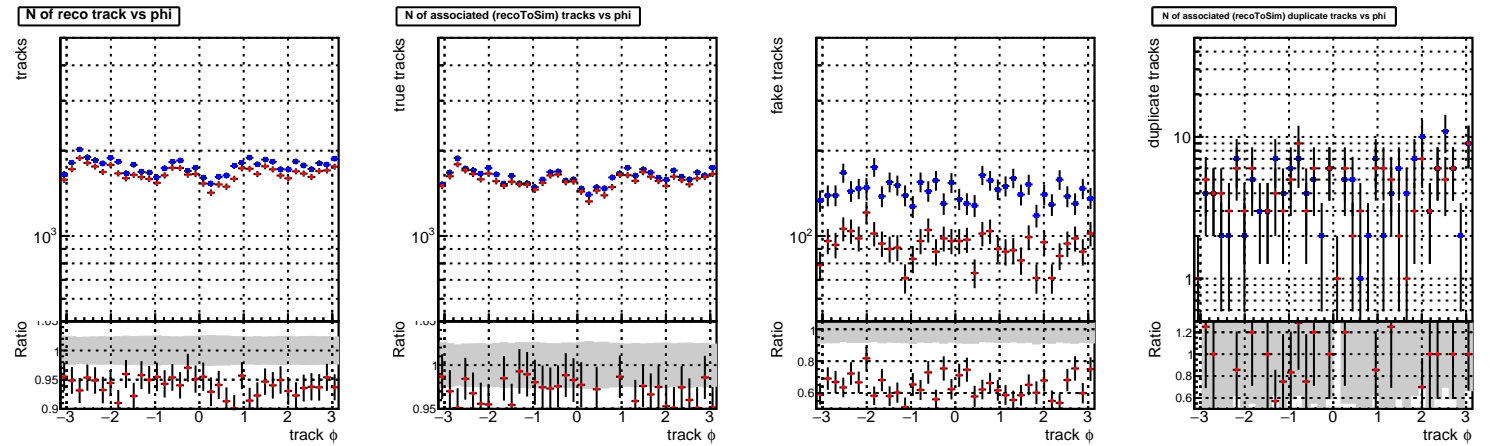 N of reco track vs phi
tracks
10³
Ratio
1.05
1
0.95
0.9
−3 −2 −1 0 1 2 3
track ϕ
N of associated (recoToSim) tracks vs phi
true tracks
10³
Ratio
1
0.95
−3 −2 −1 0 1 2 3
track ϕ
fake tracks
10²
Ratio
1
0.8
0.6
−3 −2 −1 0 1 2 3
track ϕ
N of associated (recoToSim) duplicate tracks vs phi
duplicate tracks
10
1
Ratio
1.2
1
0.8
0.6
−3 −2 −1 0 1 2 3
track ϕ